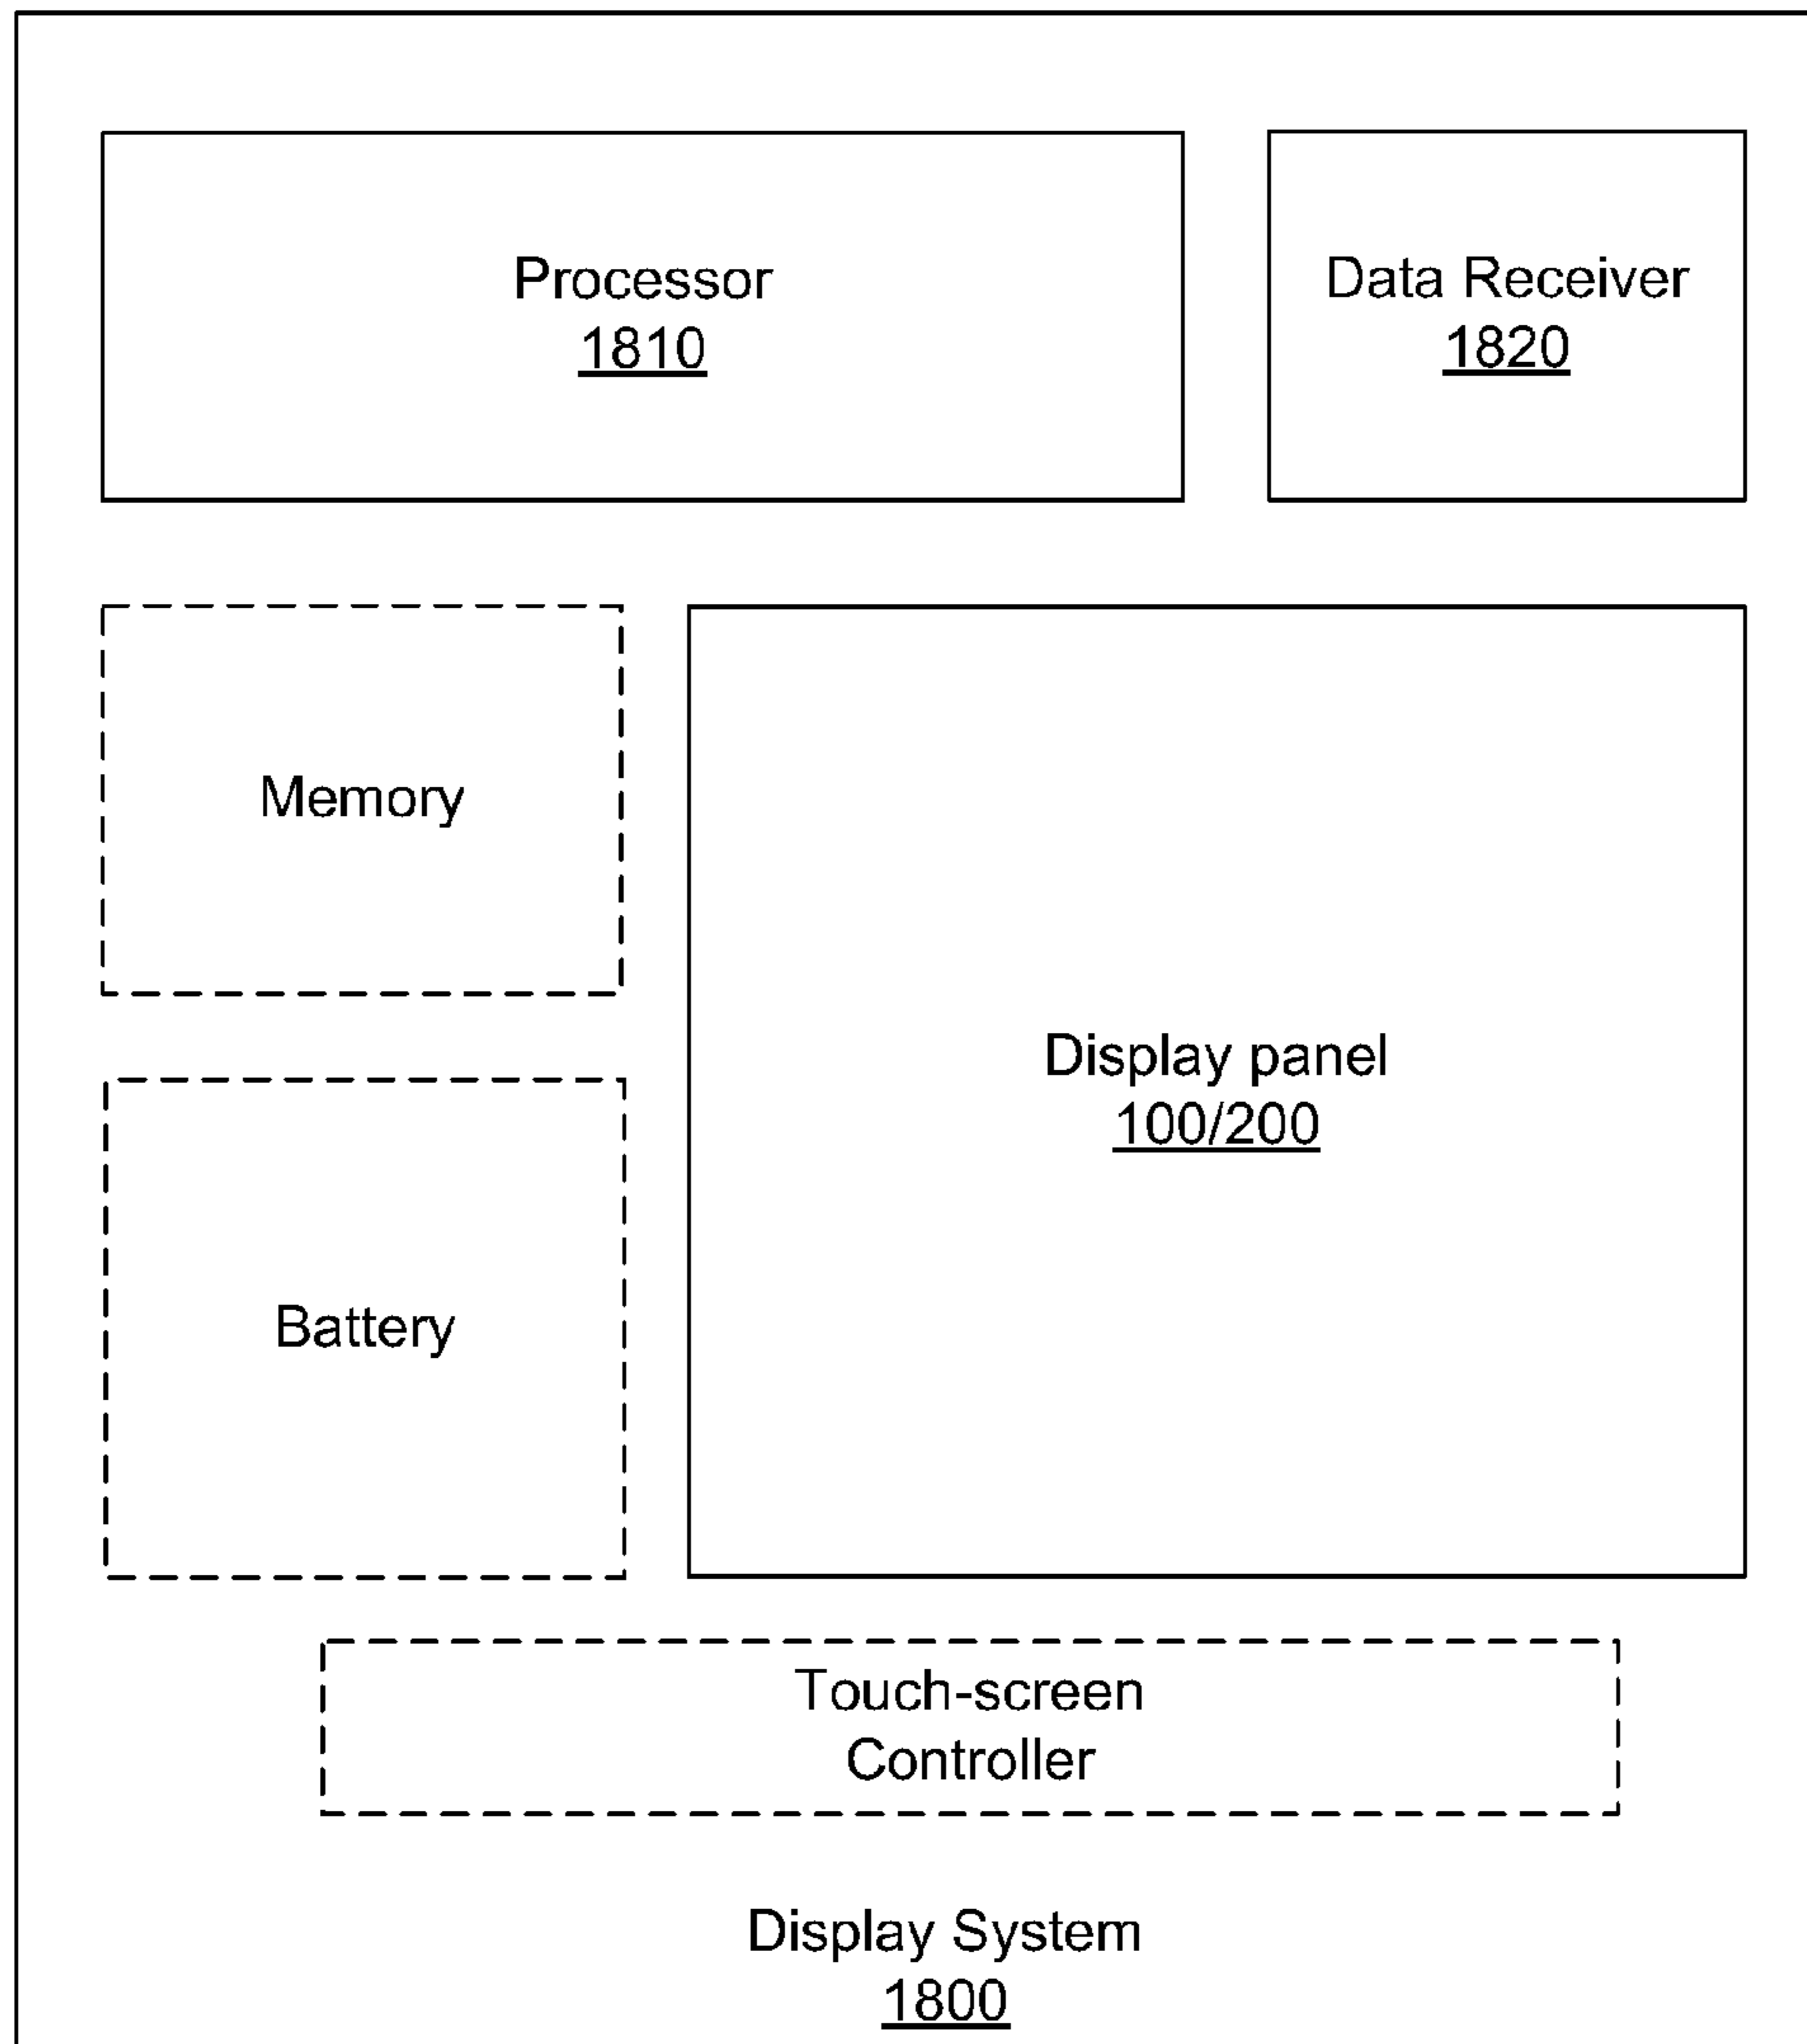 Processor
1810
Data Receiver
1820
Memory
Display panel
100/200
Battery
Touch-screen
Controller
Display System
1800